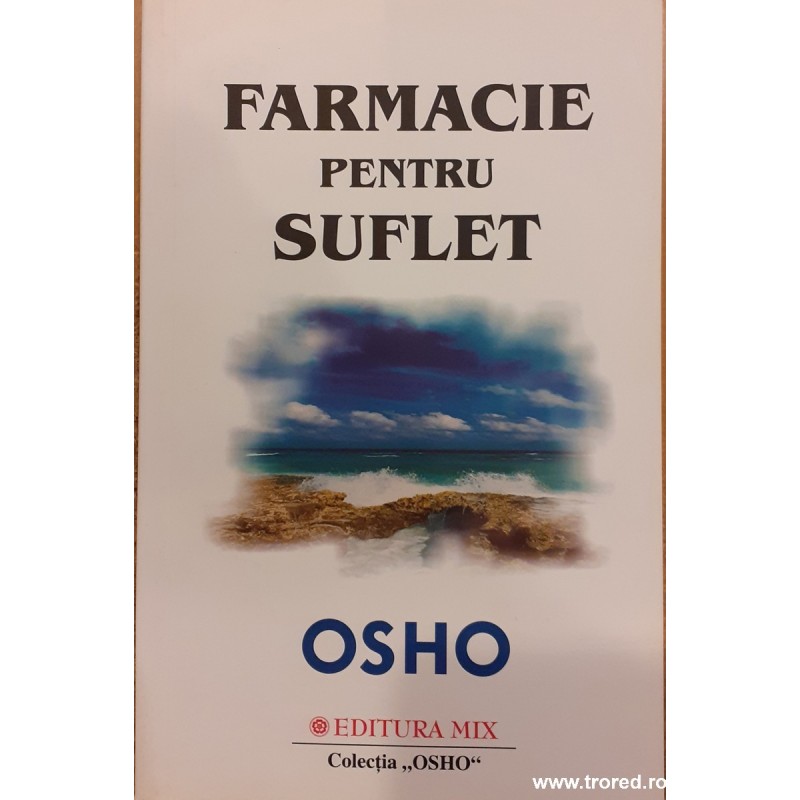 FARMACIE
PENTRU
SUFLET
OSHO
EDITURA MIX
Colecția „OSHO“
www.trored.ro